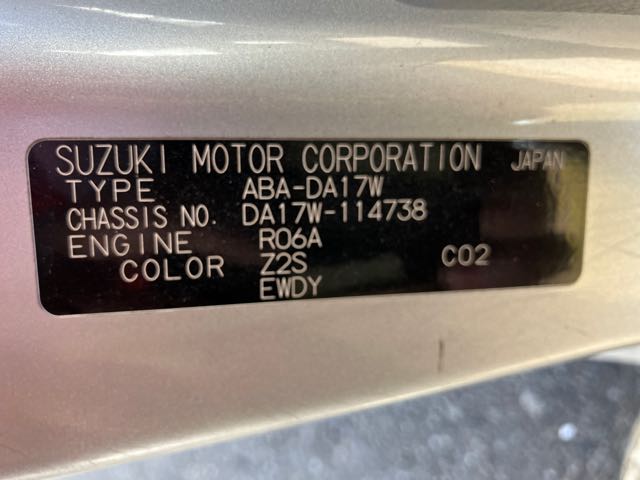 SUZUKI MOTOR CORPORATION JAPAN
TYPE ABA-DA17W
CHASSIS NO. DA17W-114738
ENGINE R06A
COLOR Z2S C02
EWDY